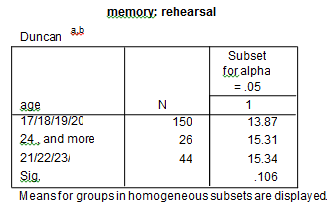 memory: rehearsal
Duncan a,b
Subset
for alpha
= .05
age N 1
17/18/19/20 150 13.87
24., and more 26 15.31
21/22/23/ 44 15.34
Sig. .106
Means for groups in homogeneous subsets are displayed